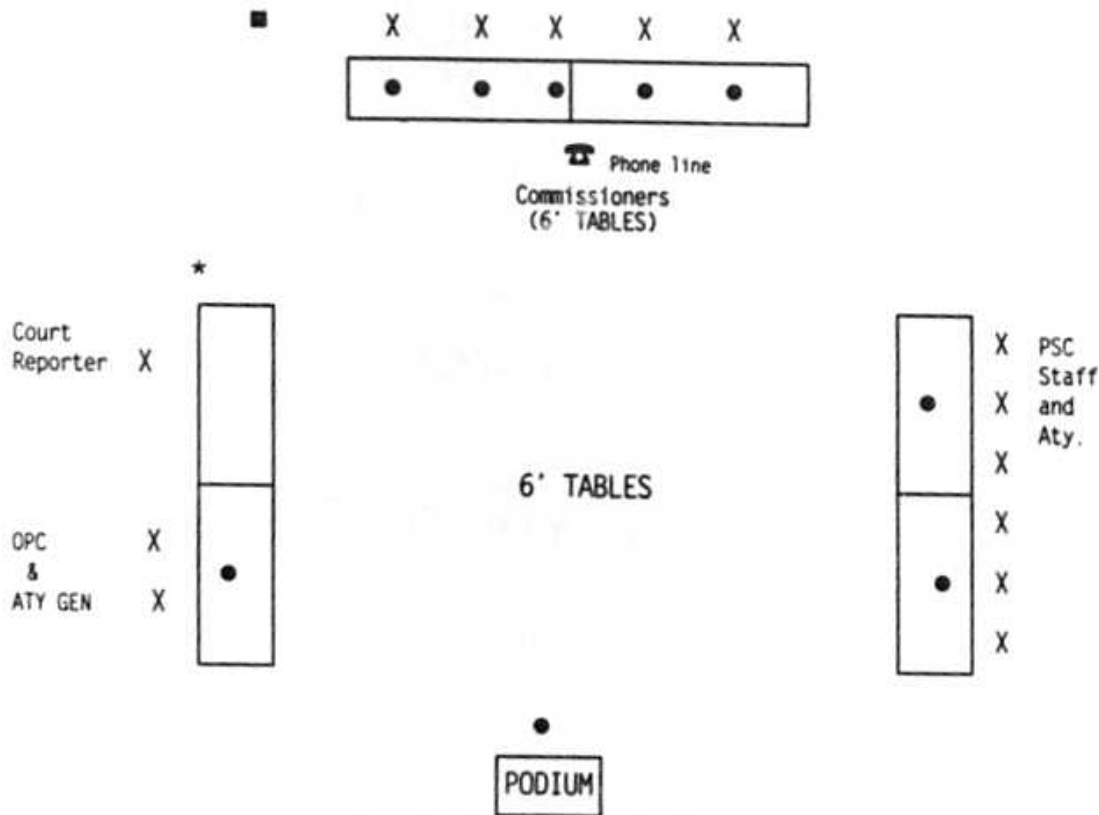 X X X X X
Phone line
Commissioners
(6' TABLES)
*
Court
Reporter X
OPC X
&
ATY GEN X
6' TABLES
X PSC
Staff
X and
Aty.
X
X
X
X
PODIUM